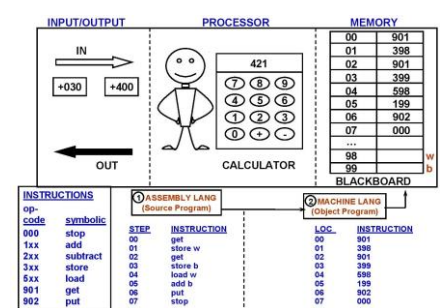 INPUT/OUTPUT
PROCESSOR
MEMORY
IN
+030
+400
OUT
421
7 8 9
4 5 6
1 2 3
0 + -
CALCULATOR
00 901
01 398
02 901
03 399
04 598
05 199
06 902
07 000
...
98 w
99 b
BLACKBOARD
INSTRUCTIONS
op-
code symbolic
000 stop
1xx add
2xx subtract
3xx store
5xx load
901 get
902 put
1 ASSEMBLY LANG
(Source Program)
STEP INSTRUCTION
00 get
01 store w
02 get
03 store b
04 load w
05 add b
06 put
07 stop
2 MACHINE LANG
(Object Program)
LOC INSTRUCTION
00 901
01 398
02 901
03 399
04 598
05 199
06 902
07 000